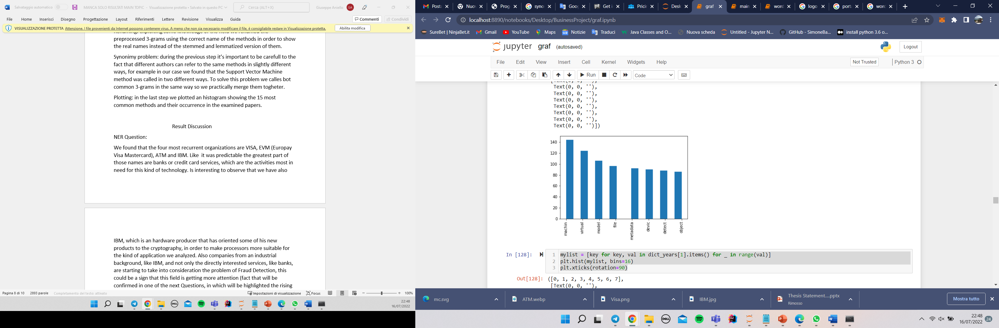 Salvataggio automatico
MANCA SOLO RISULTATI MAIN TOPIC - Visualizzazione protetta • Salvato in questo PC
Cerca (ALT+X)
Giuseppe Aniello
GA
File Home Inserisci Disegno Progettazione Layout Riferimenti Lettere Revisione Visualizza Guida
Commenti
Condividi
VISUALIZZAZIONE PROTETTA Attenzione. I file provenienti da Internet possono contenere virus. A meno che non sia necessario modificare il file, è consigliabile restare in Visualizzazione protetta.
Abilita modifica
preprocessed 3-grams using the correct name of the methods in order to show
the real names instead of the stemmed and lemmatized version of them.
Synonimy problem: during the previous step it's important to be carefull to the
fact that different authors can refer to the same methods in slightly different
ways, for example in our case we found that the Support Vector Machine
method was called in two different ways. To solve this problem we calles bot
common 3-grams in the same way so we practically merge them togheter.
Plotting: in the last step we plotted an histogram showing the 15 most
common methods and their occurrence in the examined papers.
Result Discussion
NER Question:
We found that the four most recurrent organizations are VISA, EVM (Europay
Visa Mastercard), ATM and IBM. Like it was predictable the greatest part of
those names are banks or credit card services, which are the activities most in
need for this kind of technology. Is interesting to observe that we have also
IBM, which is an hardware producer that has oriented some of his new
products to the cryptography, in order to make processors more suitable for
the kind of application we analyzed. Also companies from an industrial
background, like IBM, and not only the directly interested services, like banks,
are starting to take into consideration the problem of Fraud Detection, this
could be a sign that this field is getting more attention (fact that will be
confirmed in one of the next Questions, in which will be highlighted the rising
Pagina 8 di 10 2893 parole Completamento del testo: attivato
Impostazioni di visualizzazione Focus
100%
22:48
16/07/2022
Posta Nuov Prog syno Goog Get i Pricin Desk graf main word logo porta word
localhost:8890/notebooks/Desktop/BusinessProject/graf.ipynb
SureBet | NinjaBet.it Gmail YouTube Maps Notizie Traduci Java Classes and O... Nuova scheda Untitled - Jupyter N... GitHub - SimoneBa... install python 3.6 o...
jupyter graf (autosaved)
Logout
File Edit View Insert Cell Kernel Widgets Help
Not Trusted
Python 3
Run
Code
Text(0, 0, ''),
Text(0, 0, ''),
Text(0, 0, ''),
Text(0, 0, ''),
Text(0, 0, ''),
Text(0, 0, ''),
Text(0, 0, '')])
140
120
100
80
60
40
20
0
machin
virtual
model
file
metadata
devic
detect
object
In [128]:
1 mylist = [key for key, val in dict_years[1].items() for _ in range(val)]
2 plt.hist(mylist, bins=16)
3 plt.xticks(rotation=90)
Out[128]: ([0, 1, 2, 3, 4, 5, 6, 7],
[Text(0, 0, ''),
mc.svg
ATM.webp
Visa.png
IBM.jpg
Thesis Statement....pptx
Rimosso
Mostra tutto
22:48
16/07/2022
24